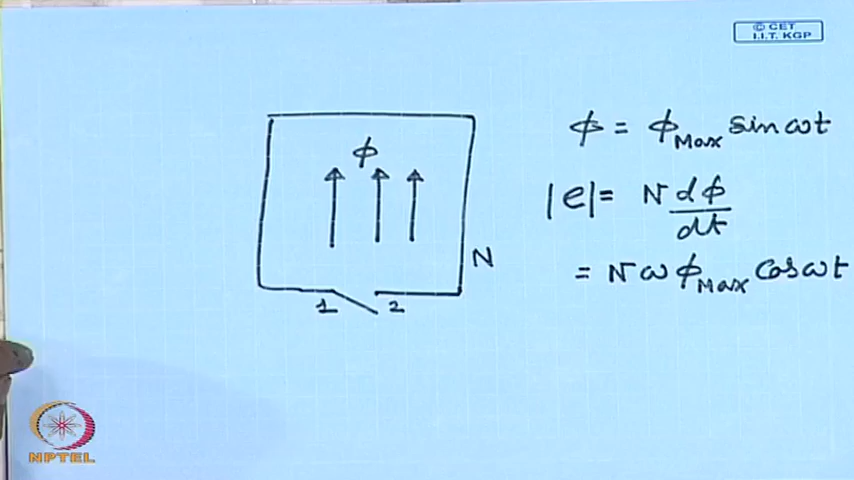 © CET
I.I.T. KGP
ϕ
N
1 2
ϕ = ϕMax sin ωt
|e| = N dϕ/dt
= N ω ϕMax Cos ωt
NPTEL